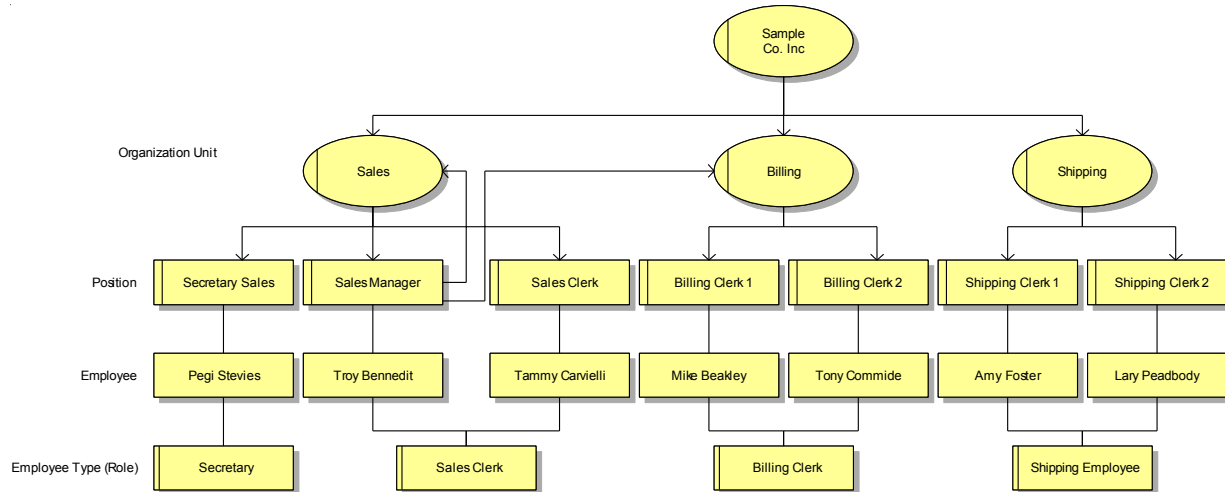 Sample
Co. Inc
Organization Unit
Sales
Billing
Shipping
Position
Secretary Sales
Sales Manager
Sales Clerk
Billing Clerk 1
Billing Clerk 2
Shipping Clerk 1
Shipping Clerk 2
Employee
Pegi Stevies
Troy Bennedit
Tammy Carvielli
Mike Beakley
Tony Commide
Amy Foster
Lary Peadbody
Employee Type (Role)
Secretary
Sales Clerk
Billing Clerk
Shipping Employee